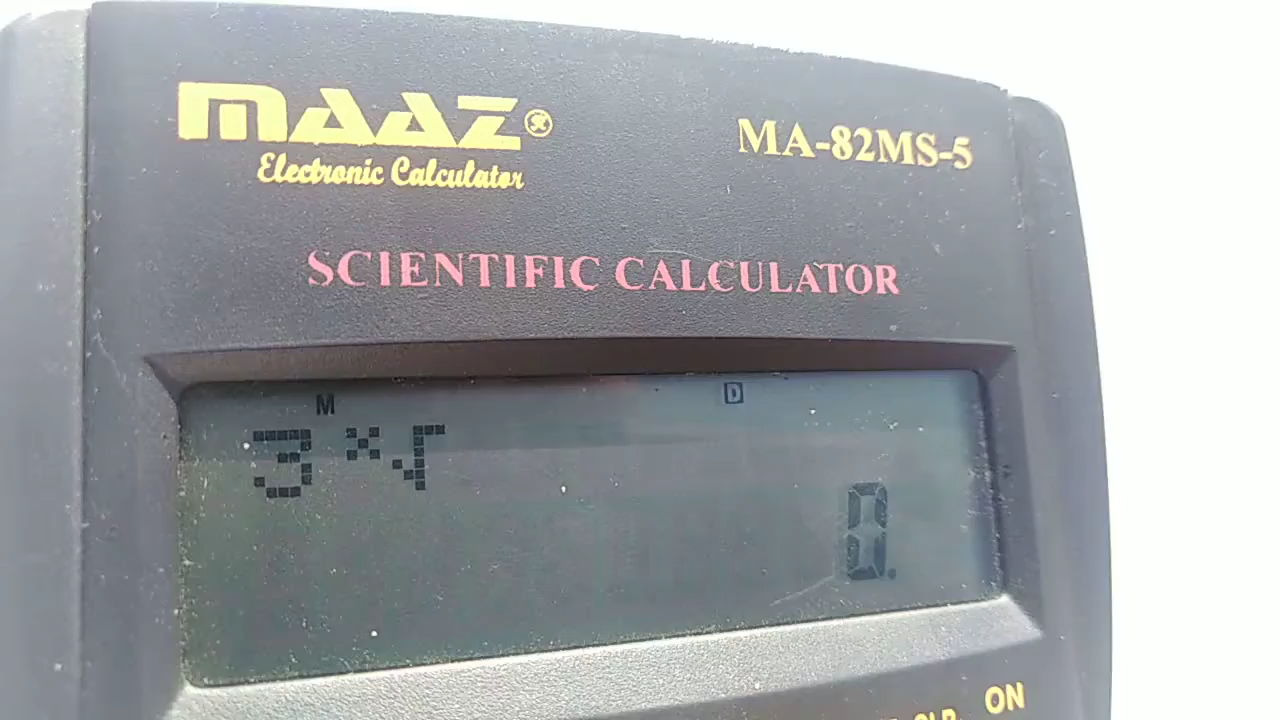 MAAZ®
Electronic Calculator
MA-82MS-5
SCIENTIFIC CALCULATOR
M D
3 ˣ√
0.
ON